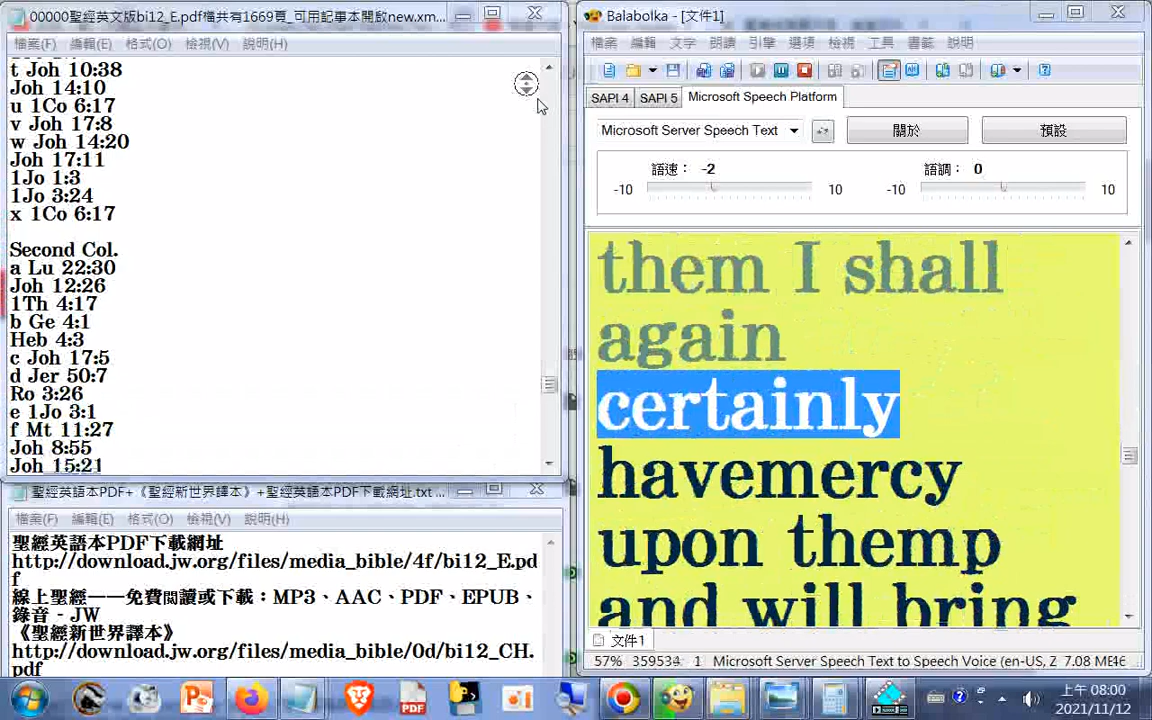 00000聖經英文版bi12_E.pdf檔共有1669頁_可用記事本開啟new.xm...
檔案(F) 編輯(E) 格式(O) 檢視(V) 說明(H)
t Joh 10:38
Joh 14:10
u 1Co 6:17
v Joh 17:8
w Joh 14:20
Joh 17:11
1Jo 1:3
1Jo 3:24
x 1Co 6:17
Second Col.
a Lu 22:30
Joh 12:26
1Th 4:17
b Ge 4:1
Heb 4:3
c Joh 17:5
d Jer 50:7
Ro 3:26
e 1Jo 3:1
f Mt 11:27
Joh 8:55
Joh 15:21
聖經英語本PDF+《聖經新世界譯本》+聖經英語本PDF下載網址.txt ...
檔案(F) 編輯(E) 格式(O) 檢視(V) 說明(H)
聖經英語本PDF下載網址
http://download.jw.org/files/media_bible/4f/bi12_E.pd
f
線上聖經——免費閱讀或下載：MP3、AAC、PDF、EPUB、
錄音 - JW
《聖經新世界譯本》
http://download.jw.org/files/media_bible/0d/bi12_CH.
pdf
Balabolka - [文件1]
檔案 編輯 文字 朗讀 引擎 選項 檢視 工具 書籤 說明
SAPI 4 SAPI 5 Microsoft Speech Platform
Microsoft Server Speech Text 關於 預設
語速： -2 語調： 0
-10 10 -10 10
them I shall
again
certainly
havemercy
upon themp
and will bring
文件1
57% 359534 1 Microsoft Server Speech Text to Speech Voice (en-US, Z 7.08 ME46
上午 08:00
2021/11/12